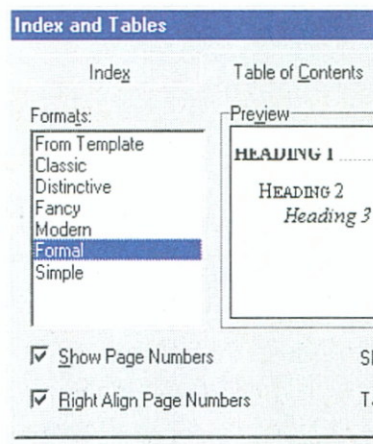 Index and Tables
Index Table of Contents
Formats:
From Template
Classic
Distinctive
Fancy
Modern
Formal
Simple
Preview
HEADING 1
HEADING 2
Heading 3
Show Page Numbers
Right Align Page Numbers